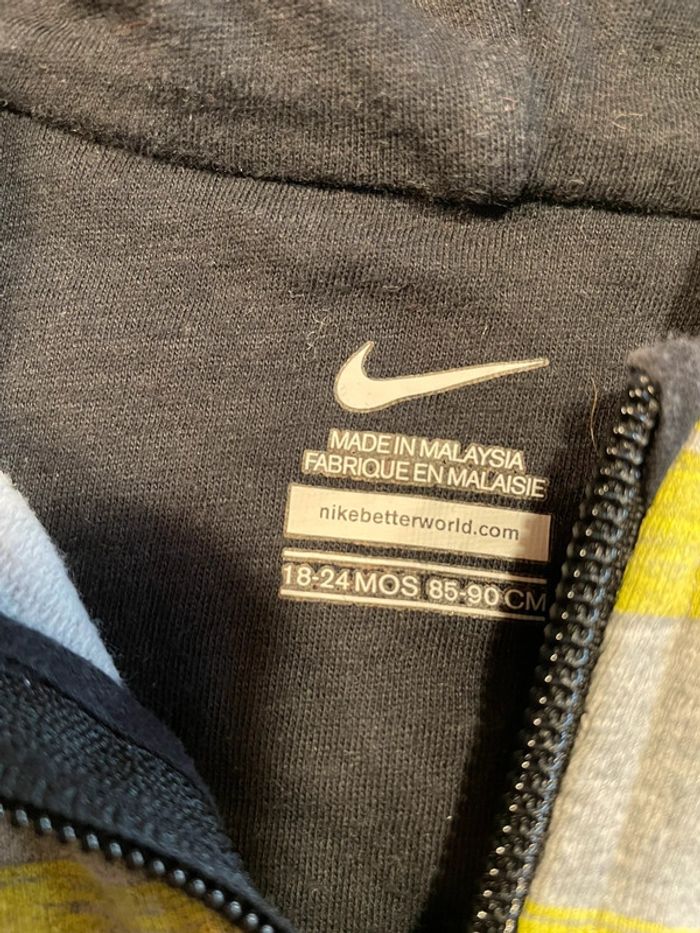 MADE IN MALAYSIA
FABRIQUE EN MALAISIE
nikebetterworld.com
18-24 MOS 85-90 CM